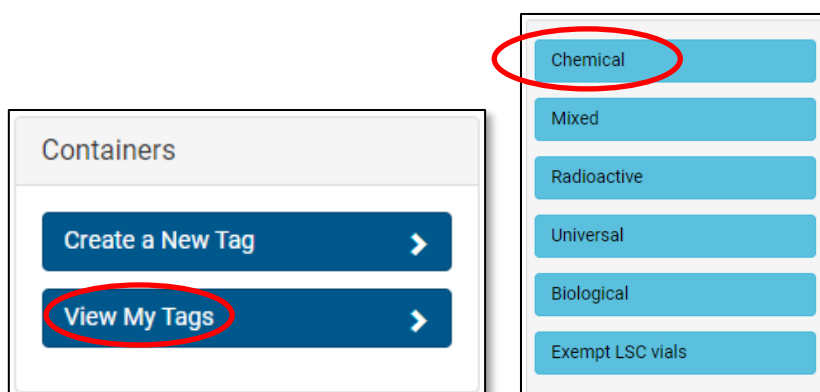 Containers
Create a New Tag
View My Tags
Chemical
Mixed
Radioactive
Universal
Biological
Exempt LSC vials